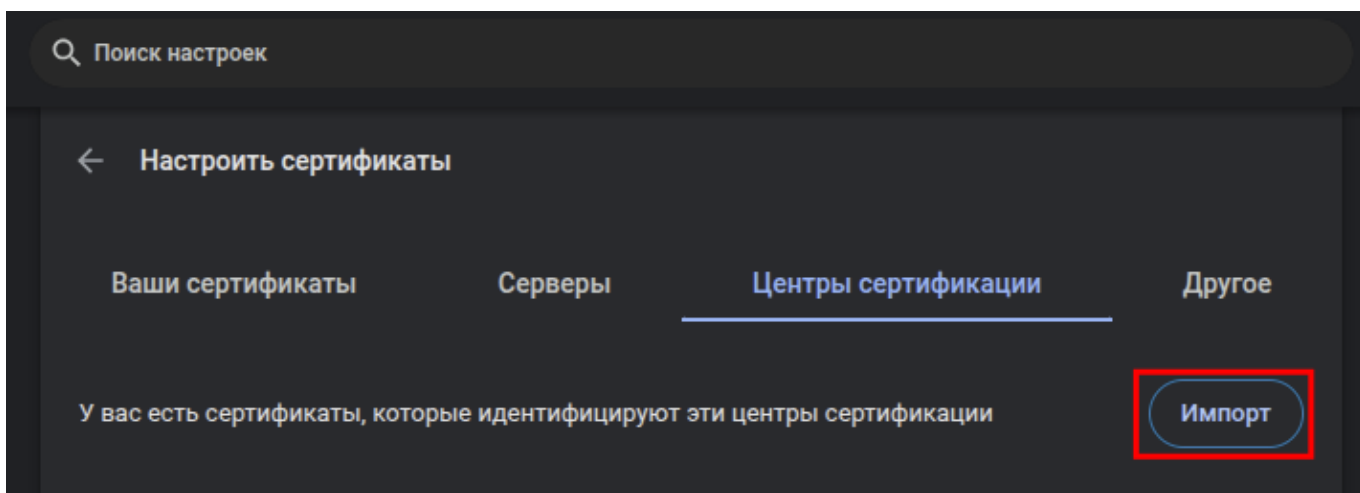 Поиск настроек
Настроить сертификаты
Ваши сертификаты Серверы Центры сертификации Другое
У вас есть сертификаты, которые идентифицируют эти центры сертификации Импорт